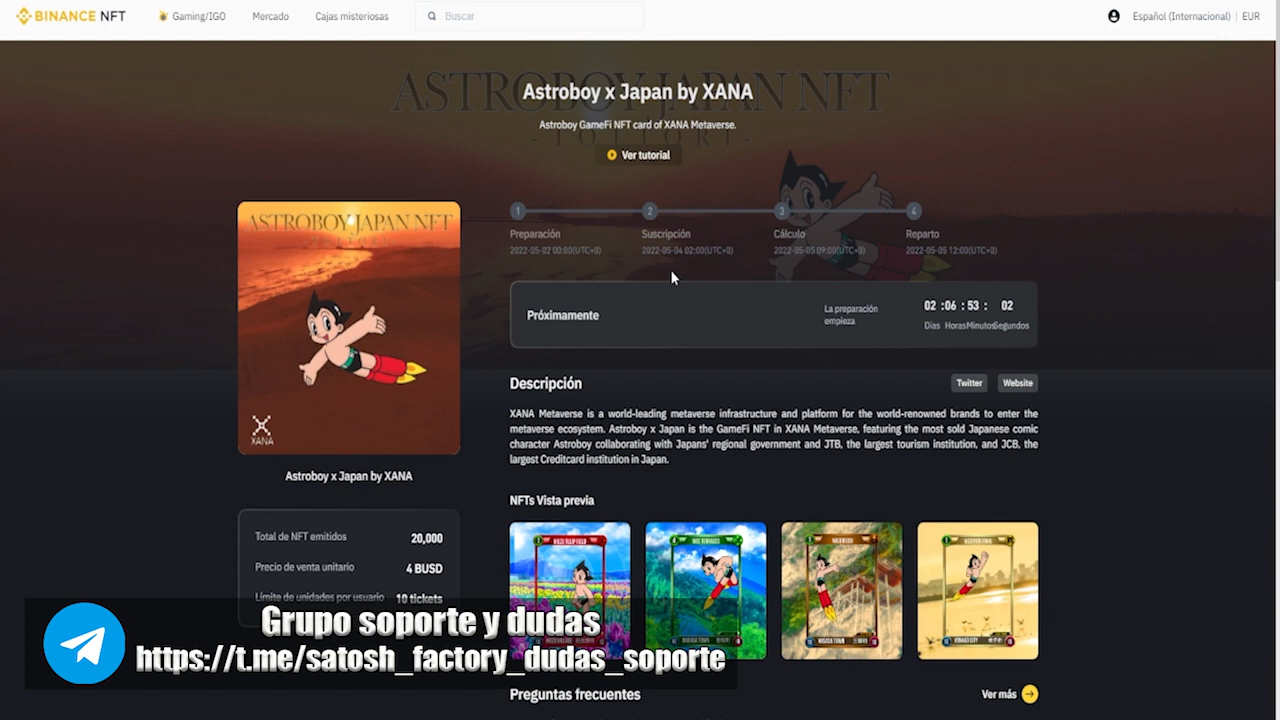 BINANCE NFT
Gaming/IGO
Mercado
Cajas misteriosas
Buscar
Español (Internacional) | EUR
ASTROBOY JAPAN NFT
Astroboy x Japan by XANA
Astroboy GameFi NFT card of XANA Metaverse.
Ver tutorial
ASTROBOY JAPAN NFT
XANA
Astroboy x Japan by XANA
1
2
3
4
Preparación
Suscripción
Cálculo
Reparto
2022-05-02 00:00(UTC+0)
2022-05-04 02:00(UTC+0)
2022-05-05 09:00(UTC+0)
2022-05-05 12:00(UTC+0)
Próximamente
La preparación
empieza
02 :06 : 53 : 02
Días HorasMinutosSegundos
Descripción
Twitter
Website
XANA Metaverse is a world-leading metaverse infrastructure and platform for the world-renowned brands to enter the
metaverse ecosystem. Astroboy x Japan is the GameFi NFT in XANA Metaverse, featuring the most sold Japanese comic
character Astroboy collaborating with Japans' regional government and JTB, the largest tourism institution, and JCB, the
largest Creditcard institution in Japan.
Total de NFT emitidos 20,000
Precio de venta unitario 4 BUSD
Límite de unidades por usuario 10 tickets
NFTs Vista previa
Preguntas frecuentes
Ver más
Grupo soporte y dudas
https://t.me/satosh_factory_dudas_soporte